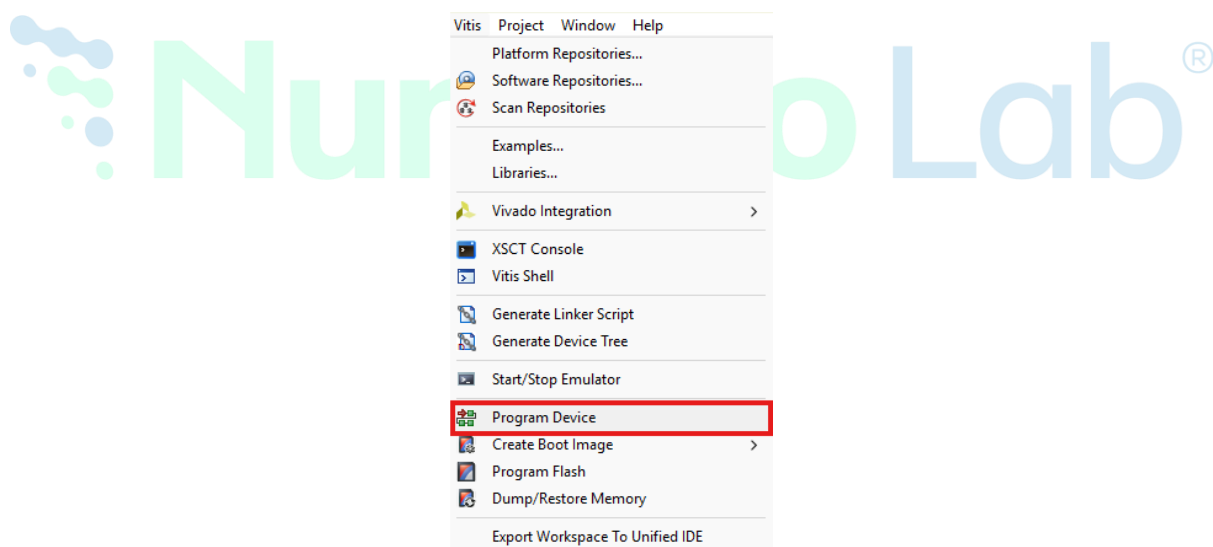 Vitis Project Window Help
Platform Repositories...
Software Repositories...
Scan Repositories
Examples...
Libraries...
Vivado Integration >
XSCT Console
Vitis Shell
Generate Linker Script
Generate Device Tree
Start/Stop Emulator
Program Device
Create Boot Image >
Program Flash
Dump/Restore Memory
Export Workspace To Unified IDE
Lab®